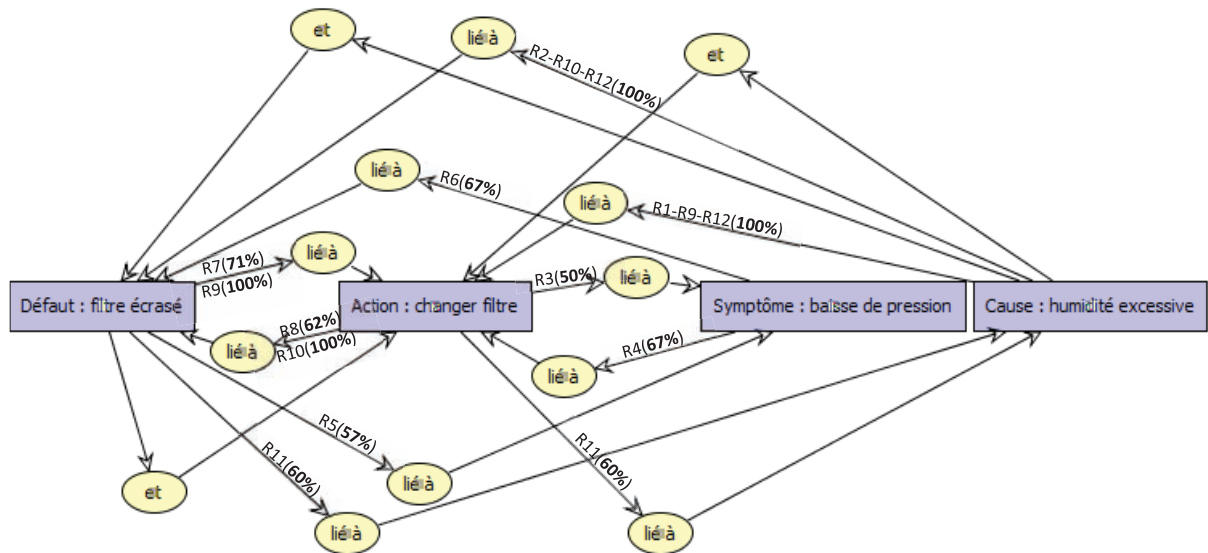 et
lié à
et
R2-R10-R12(100%)
lié à
R6(67%)
lié à
R1-R9-R12(100%)
lié à
R7(71%)
R9(100%)
R3(50%)
lié à
Défaut : filtre écrasé
Action : changer filtre
Symptôme : baisse de pression
Cause : humidité excessive
R8(62%)
R10(100%)
lié à
R4(67%)
lié à
R5(57%)
R11(60%)
R11(60%)
et
lié à
lié à
lié à